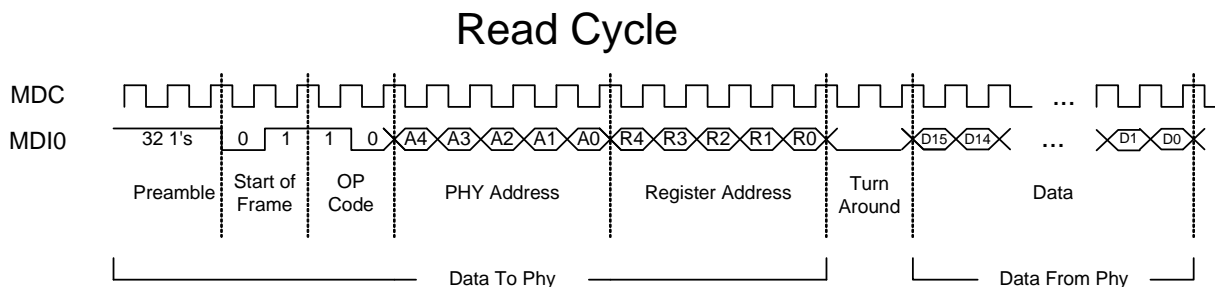 Read Cycle
MDC ...
MDI0 32 1's 0 1 1 0 A4 A3 A2 A1 A0 R4 R3 R2 R1 R0 D15 D14 ... D1 D0
Preamble Start of Frame OP Code PHY Address Register Address Turn Around Data
Data To Phy Data From Phy